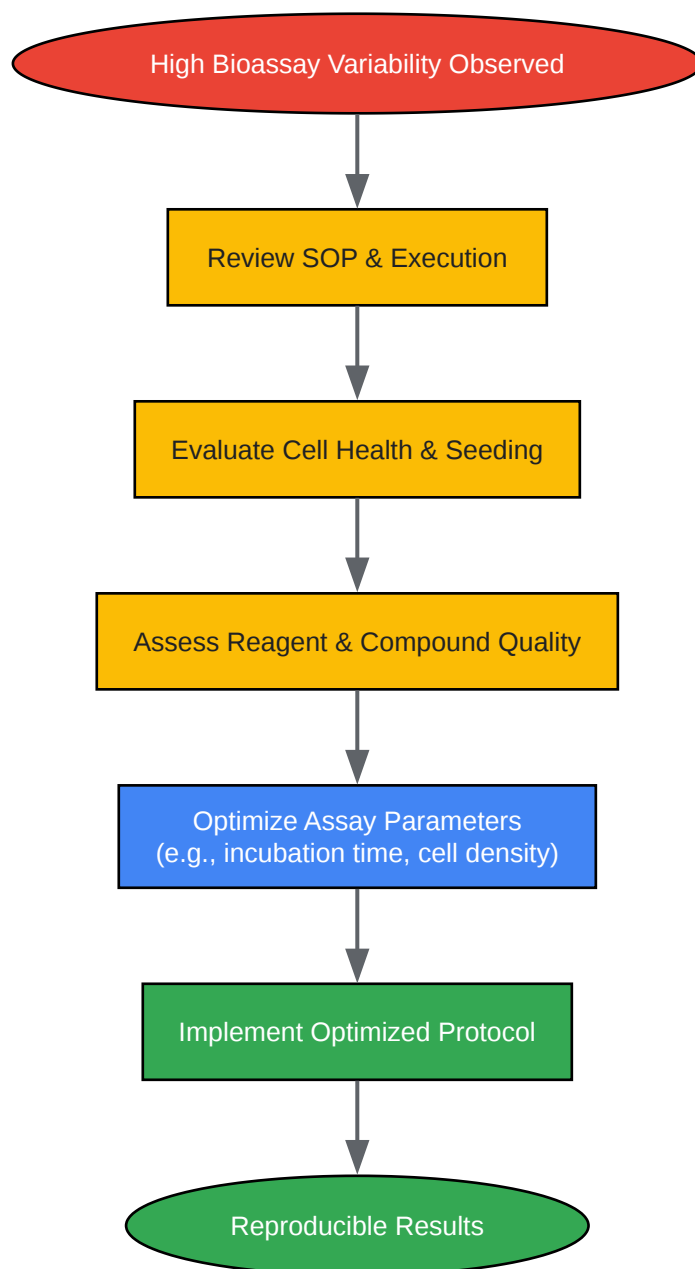 High Bioassay Variability Observed
Review SOP & Execution
Evaluate Cell Health & Seeding
Assess Reagent & Compound Quality
Optimize Assay Parameters
(e.g., incubation time, cell density)
Implement Optimized Protocol
Reproducible Results